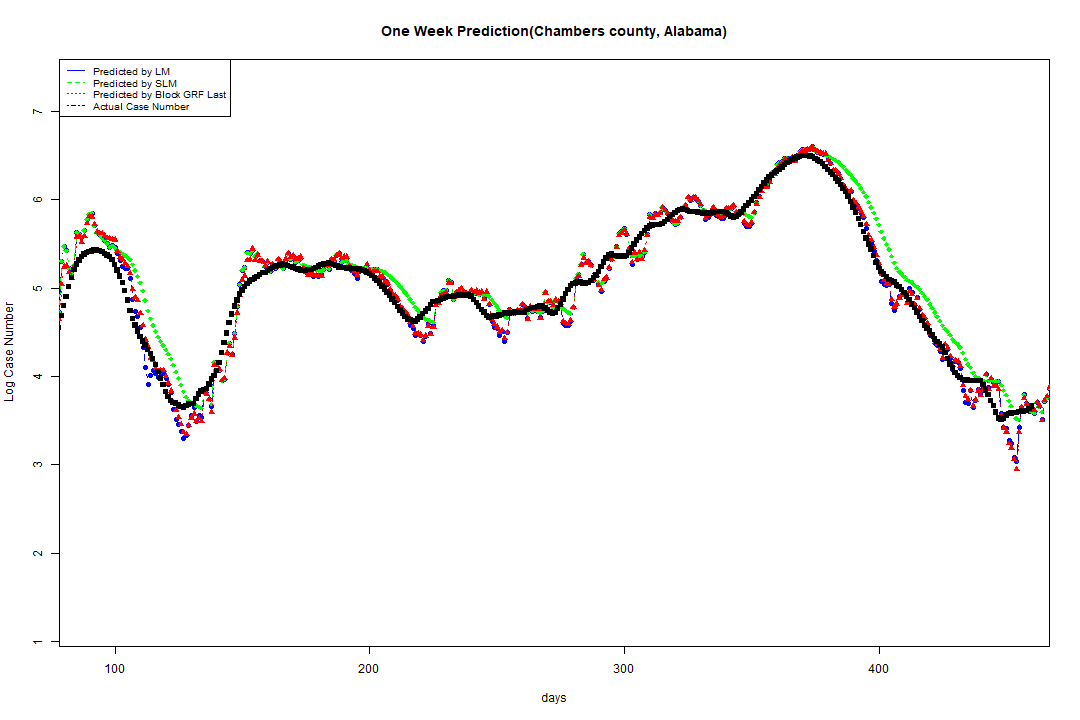 One Week Prediction(Chambers county, Alabama)
Predicted by LM
Predicted by SLM
Predicted by Block GRF Last
Actual Case Number
7
6
5
4
3
2
1
Log Case Number
100 200 300 400
days